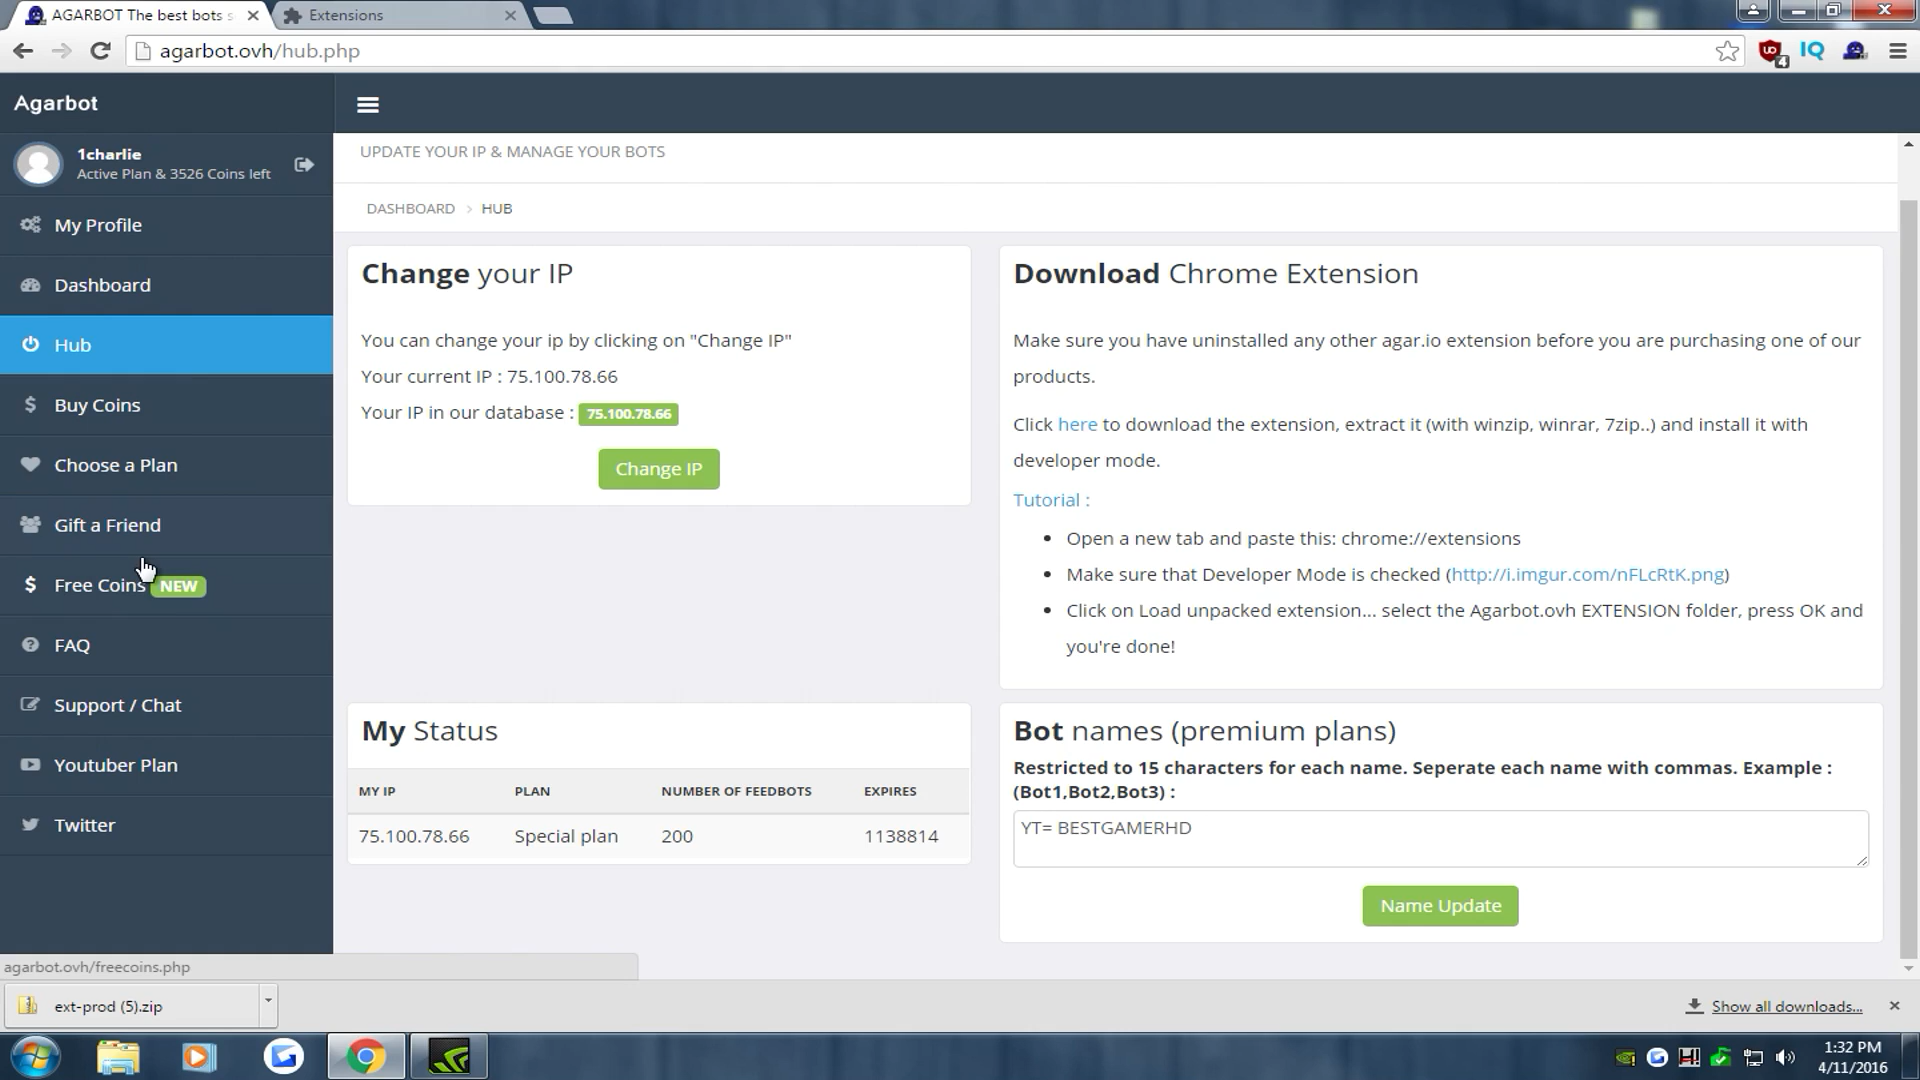 AGARBOT The best bots s
Extensions
agarbot.ovh/hub.php
4
IQ
Agarbot
1charlie
Active Plan & 3526 Coins left
My Profile
Dashboard
Hub
Buy Coins
Choose a Plan
Gift a Friend
Free Coins NEW
FAQ
Support / Chat
Youtuber Plan
Twitter
UPDATE YOUR IP & MANAGE YOUR BOTS
DASHBOARD > HUB
Change your IP
You can change your ip by clicking on "Change IP"
Your current IP : 75.100.78.66
Your IP in our database : 75.100.78.66
Change IP
Download Chrome Extension
Make sure you have uninstalled any other agar.io extension before you are purchasing one of our
products.
Click here to download the extension, extract it (with winzip, winrar, 7zip..) and install it with
developer mode.
Tutorial :
Open a new tab and paste this: chrome://extensions
Make sure that Developer Mode is checked (http://i.imgur.com/nFLcRtK.png)
Click on Load unpacked extension... select the Agarbot.ovh EXTENSION folder, press OK and
you're done!
My Status
MY IP PLAN NUMBER OF FEEDBOTS EXPIRES
75.100.78.66 Special plan 200 1138814
Bot names (premium plans)
Restricted to 15 characters for each name. Seperate each name with commas. Example :
(Bot1,Bot2,Bot3) :
YT= BESTGAMERHD
Name Update
agarbot.ovh/freecoins.php
ext-prod (5).zip
Show all downloads...
1:32 PM
4/11/2016